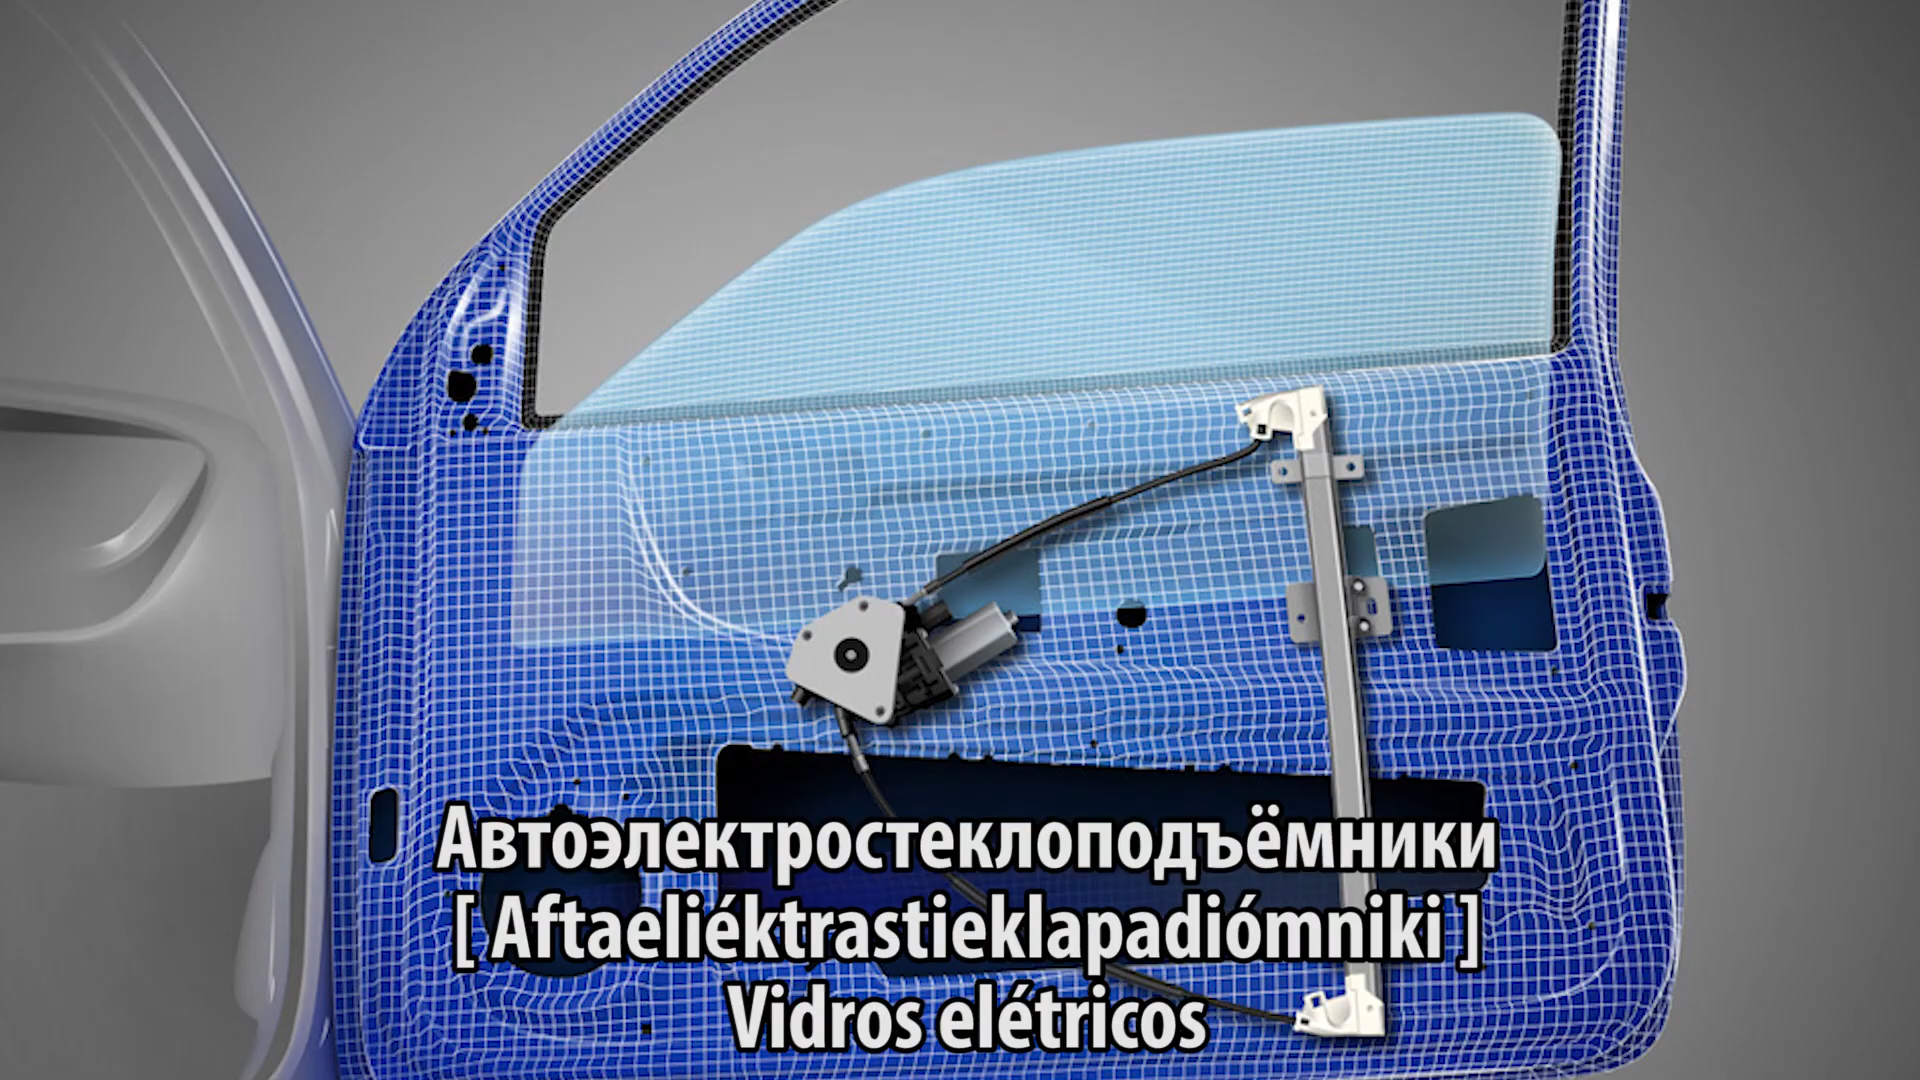 Автоэлектростеклоподъёмники
[ Aftaeliéktrastieklapadiómniki ]
Vidros elétricos